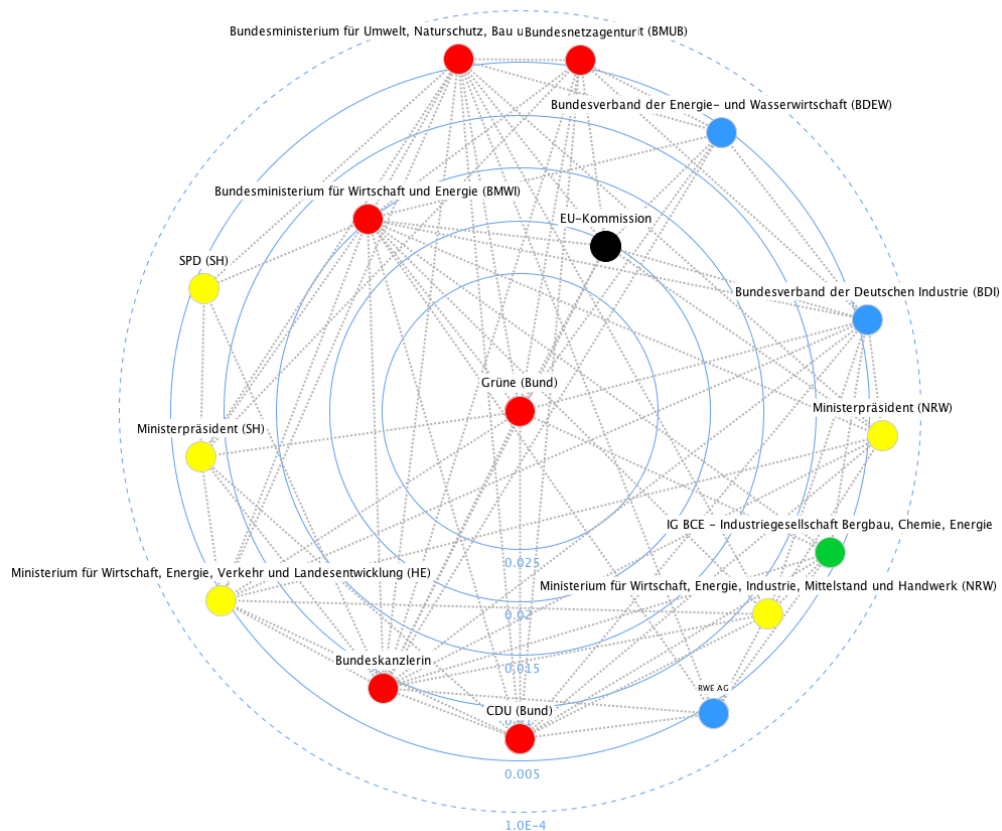 Bundesministerium für Umwelt, Naturschutz, Bau u
Bundesnetzagentur
t (BMUB)
Bundesverband der Energie- und Wasserwirtschaft (BDEW)
Bundesministerium für Wirtschaft und Energie (BMWI)
EU-Kommission
SPD (SH)
Bundesverband der Deutschen Industrie (BDI)
Grüne (Bund)
Ministerpräsident (NRW)
Ministerpräsident (SH)
IG BCE - Industriegesellschaft Bergbau, Chemie, Energie
0.025
Ministerium für Wirtschaft, Energie, Verkehr und Landesentwicklung (HE)
Ministerium für Wirtschaft, Energie, Industrie, Mittelstand und Handwerk (NRW)
0.02
Bundeskanzlerin
0.015
RWE AG
CDU (Bund)
0.005
1.0E-4